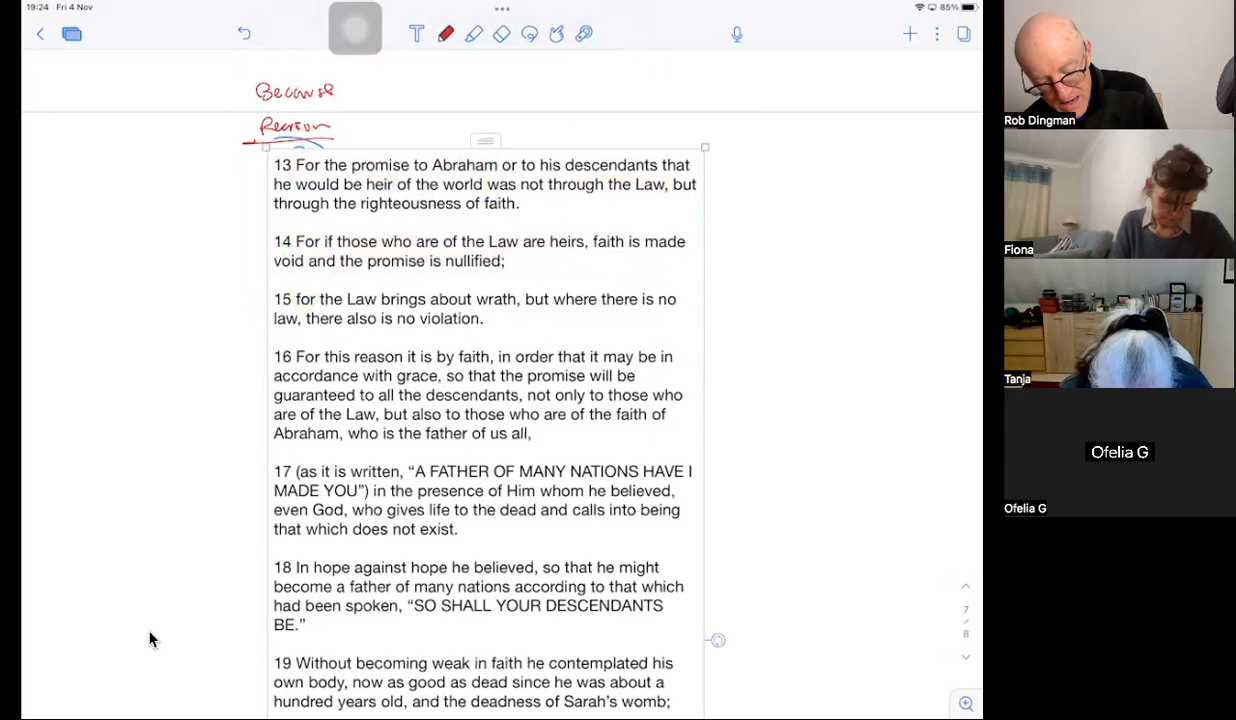 19:24 Fri 4 Nov
85%
Because
Reason
13 For the promise to Abraham or to his descendants that
he would be heir of the world was not through the Law, but
through the righteousness of faith.
14 For if those who are of the Law are heirs, faith is made
void and the promise is nullified;
15 for the Law brings about wrath, but where there is no
law, there also is no violation.
16 For this reason it is by faith, in order that it may be in
accordance with grace, so that the promise will be
guaranteed to all the descendants, not only to those who
are of the Law, but also to those who are of the faith of
Abraham, who is the father of us all,
17 (as it is written, “A FATHER OF MANY NATIONS HAVE I
MADE YOU”) in the presence of Him whom he believed,
even God, who gives life to the dead and calls into being
that which does not exist.
18 In hope against hope he believed, so that he might
become a father of many nations according to that which
had been spoken, “SO SHALL YOUR DESCENDANTS
BE.”
19 Without becoming weak in faith he contemplated his
own body, now as good as dead since he was about a
hundred years old, and the deadness of Sarah’s womb;
7
/
8
Rob Dingman
Fiona
Tanja
Ofelia G
Ofelia G